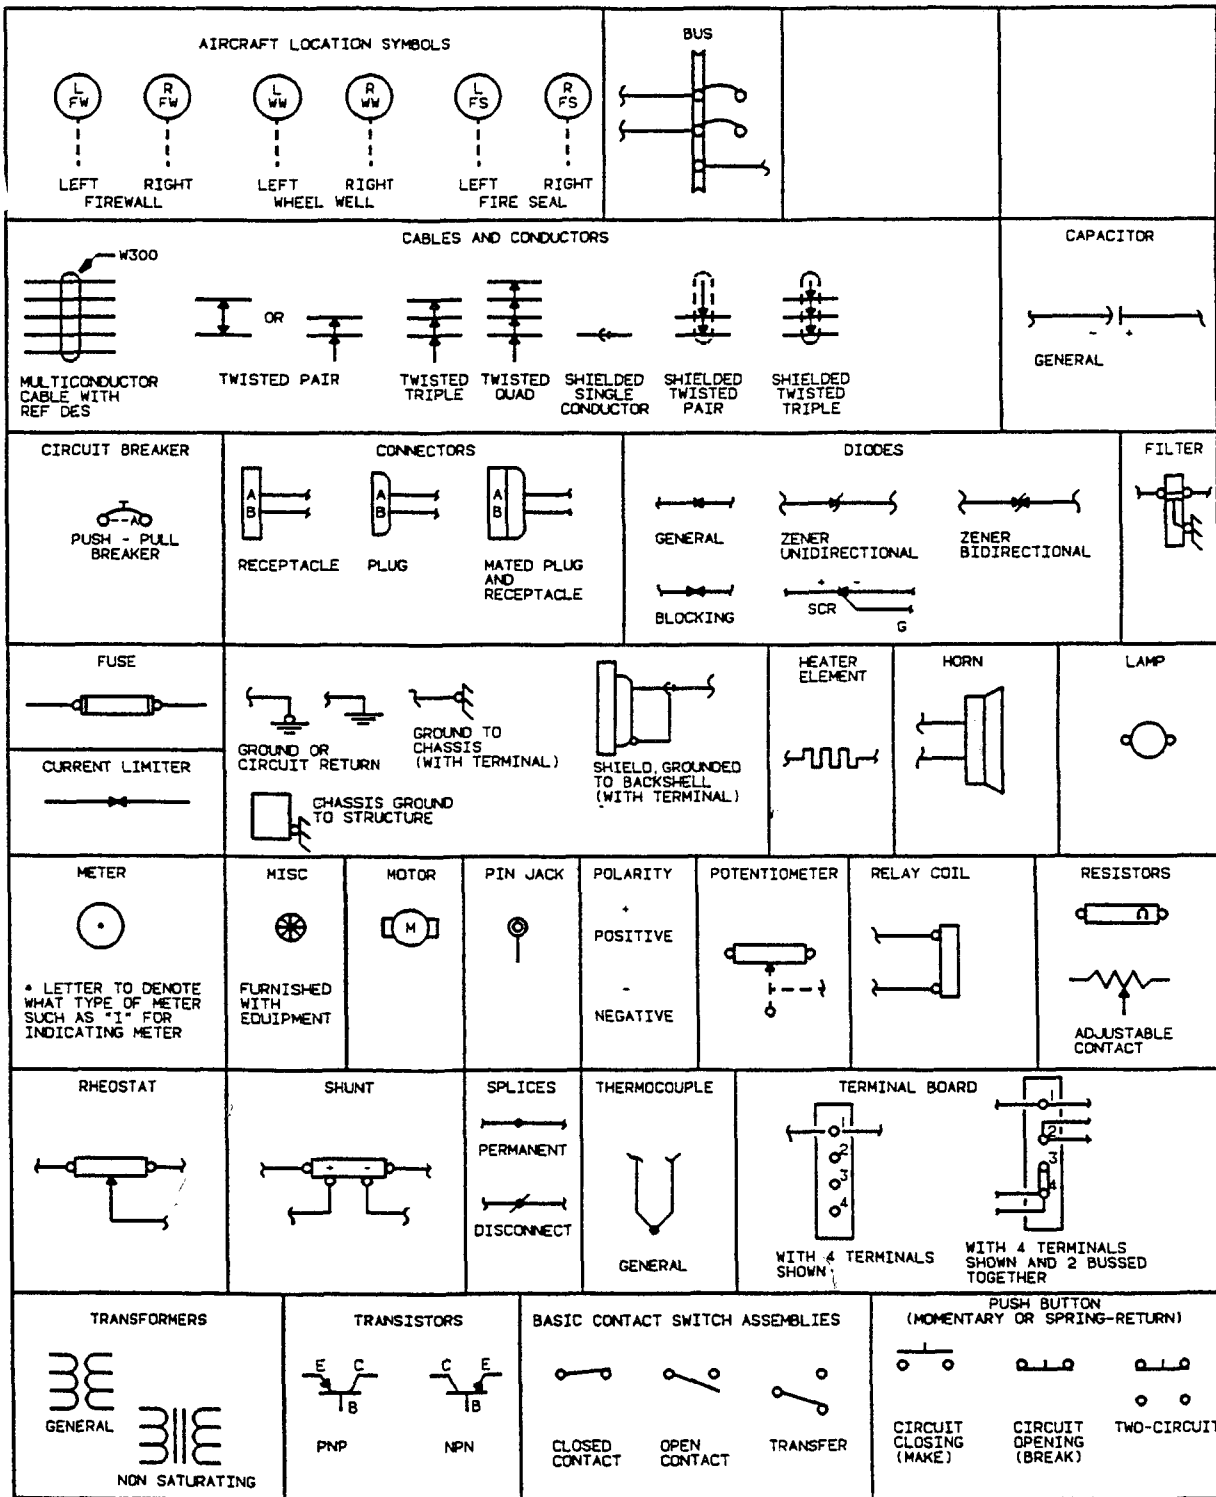 AIRCRAFT LOCATION SYMBOLS
L FW
R FW
L WW
R WW
L FS
R FS
LEFT RIGHT
FIREWALL
LEFT RIGHT
WHEEL WELL
LEFT RIGHT
FIRE SEAL
BUS
CABLES AND CONDUCTORS
W300
OR
MULTICONDUCTOR
CABLE WITH
REF DES
TWISTED PAIR
TWISTED
TRIPLE
TWISTED
QUAD
SHIELDED
SINGLE
CONDUCTOR
SHIELDED
TWISTED
PAIR
SHIELDED
TWISTED
TRIPLE
CAPACITOR
- +
GENERAL
CIRCUIT BREAKER
A
PUSH - PULL
BREAKER
CONNECTORS
A
B
RECEPTACLE
A
B
PLUG
A
B
MATED PLUG
AND
RECEPTACLE
DIODES
GENERAL
ZENER
UNIDIRECTIONAL
ZENER
BIDIRECTIONAL
BLOCKING
+ -
SCR
G
FILTER
FUSE
CURRENT LIMITER
GROUND OR
CIRCUIT RETURN
GROUND TO
CHASSIS
(WITH TERMINAL)
CHASSIS GROUND
TO STRUCTURE
SHIELD, GROUNDED
TO BACKSHELL
(WITH TERMINAL)
HEATER
ELEMENT
HORN
LAMP
METER
*
* LETTER TO DENOTE
WHAT TYPE OF METER
SUCH AS "I" FOR
INDICATING METER
MISC
FURNISHED
WITH
EQUIPMENT
MOTOR
M
PIN JACK
POLARITY
+
POSITIVE
-
NEGATIVE
POTENTIOMETER
RELAY COIL
RESISTORS
Ω
ADJUSTABLE
CONTACT
RHEOSTAT
SHUNT
+ -
SPLICES
PERMANENT
DISCONNECT
THERMOCOUPLE
GENERAL
TERMINAL BOARD
1
2
3
4
WITH 4 TERMINALS
SHOWN
1
2
3
4
WITH 4 TERMINALS
SHOWN AND 2 BUSSED
TOGETHER
TRANSFORMERS
GENERAL
NON SATURATING
TRANSISTORS
E C
B
PNP
C E
B
NPN
BASIC CONTACT SWITCH ASSEMBLIES
CLOSED
CONTACT
OPEN
CONTACT
TRANSFER
PUSH BUTTON
(MOMENTARY OR SPRING-RETURN)
CIRCUIT
CLOSING
(MAKE)
CIRCUIT
OPENING
(BREAK)
TWO-CIRCUIT